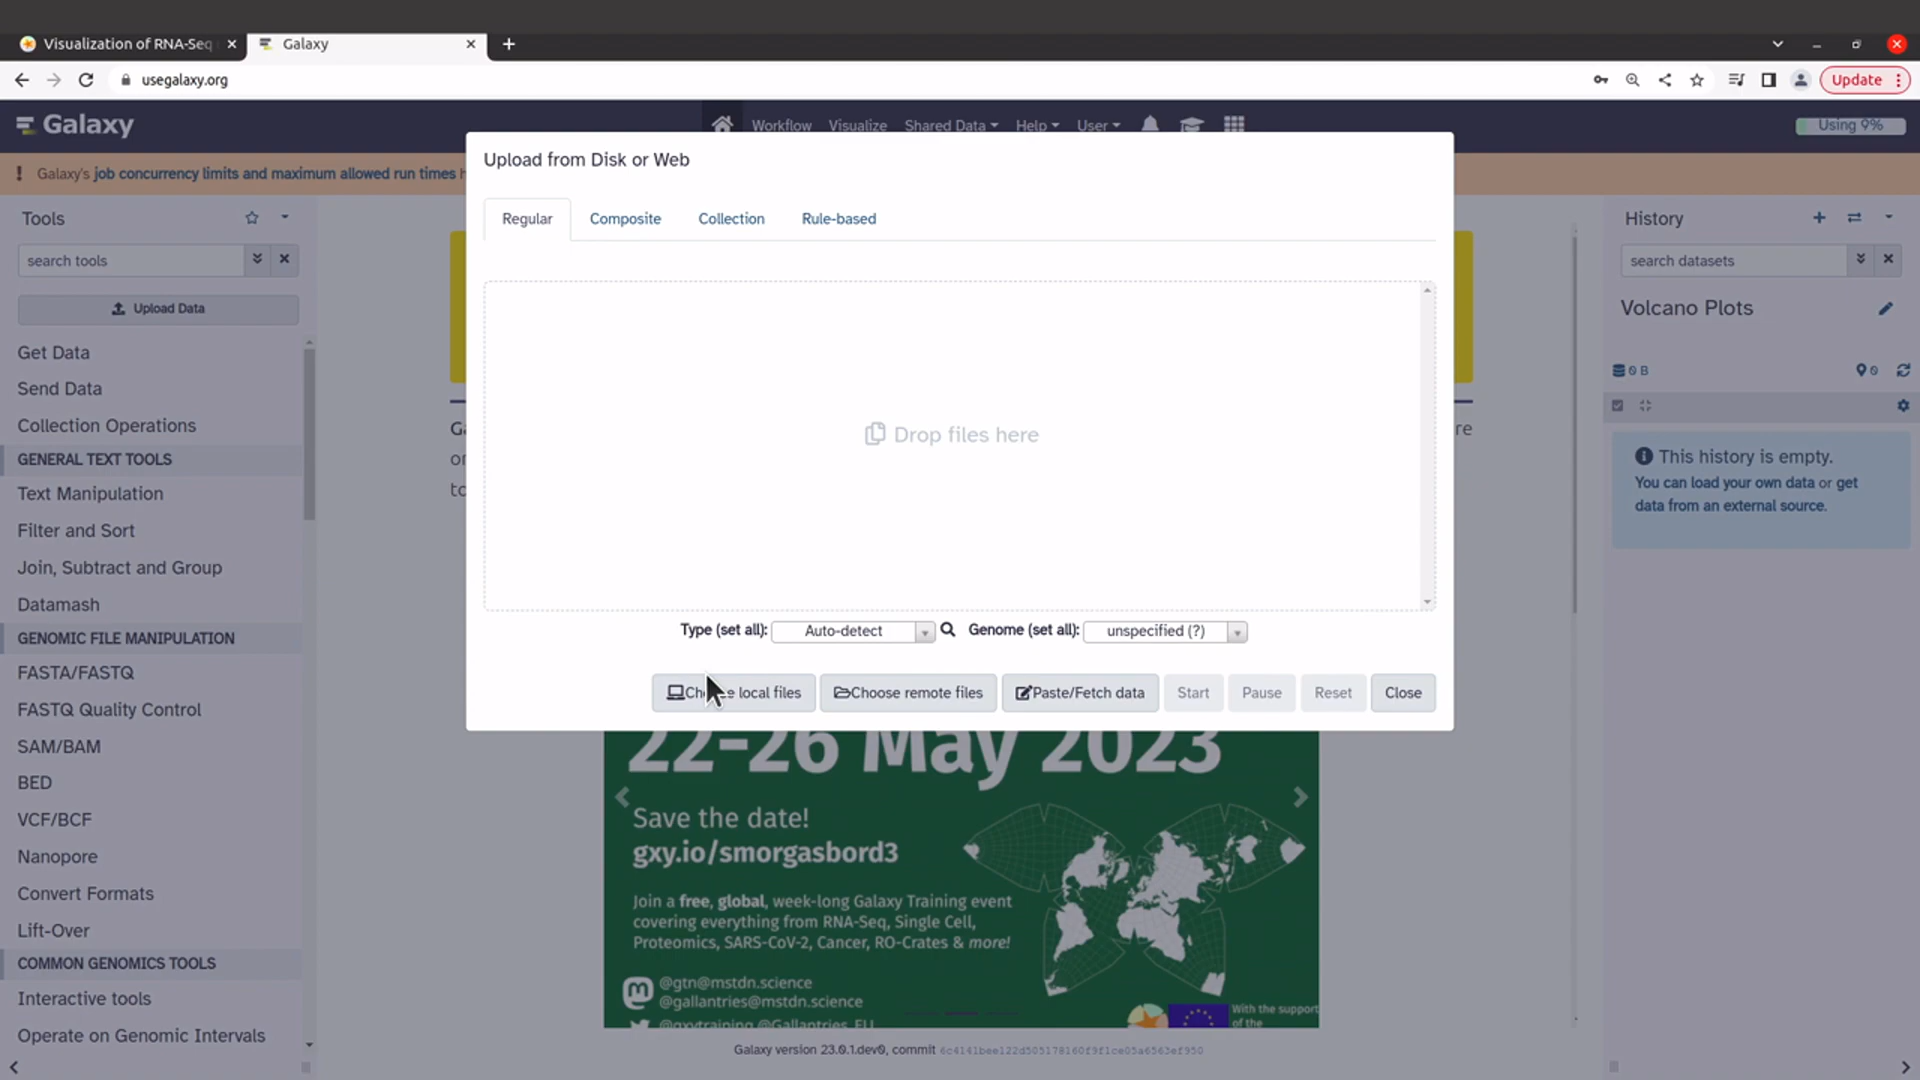 Visualization of RNA-Seq
Galaxy
usegalaxy.org
Update
Galaxy
Workflow Visualize Shared Data Help User
Using 9%
Galaxy's job concurrency limits and maximum allowed run times
Upload from Disk or Web
Regular
Composite
Collection
Rule-based
Drop files here
Type (set all): Auto-detect Genome (set all): unspecified (?)
Choose local files
Choose remote files
Paste/Fetch data
Start
Pause
Reset
Close
Tools
search tools
Upload Data
Get Data
Send Data
Collection Operations
GENERAL TEXT TOOLS
Text Manipulation
Filter and Sort
Join, Subtract and Group
Datamash
GENOMIC FILE MANIPULATION
FASTA/FASTQ
FASTQ Quality Control
SAM/BAM
BED
VCF/BCF
Nanopore
Convert Formats
Lift-Over
COMMON GENOMICS TOOLS
Interactive tools
Operate on Genomic Intervals
22-26 May 2023
Save the date!
gxy.io/smorgasbord3
Join a free, global, week-long Galaxy Training event
covering everything from RNA-Seq, Single Cell,
Proteomics, SARS-CoV-2, Cancer, RO-Crates & more!
@gtn@mstdn.science
@gallantries@mstdn.science
@gxytraining @Gallantries_EU
With the support
of the
Galaxy version 23.0.1.dev0, commit 6c4141bee122d505178160f9f1ce05a6563ef950
History
search datasets
Volcano Plots
0 B
0
This history is empty.
You can load your own data or get
data from an external source.